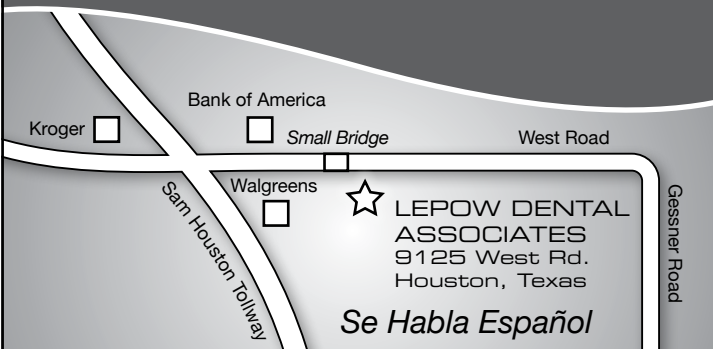 Bank of America
Kroger
Small Bridge
West Road
Walgreens
Sam Houston Tollway
LEPOW DENTAL
ASSOCIATES
9125 West Rd.
Houston, Texas
Gessner Road
Se Habla Español